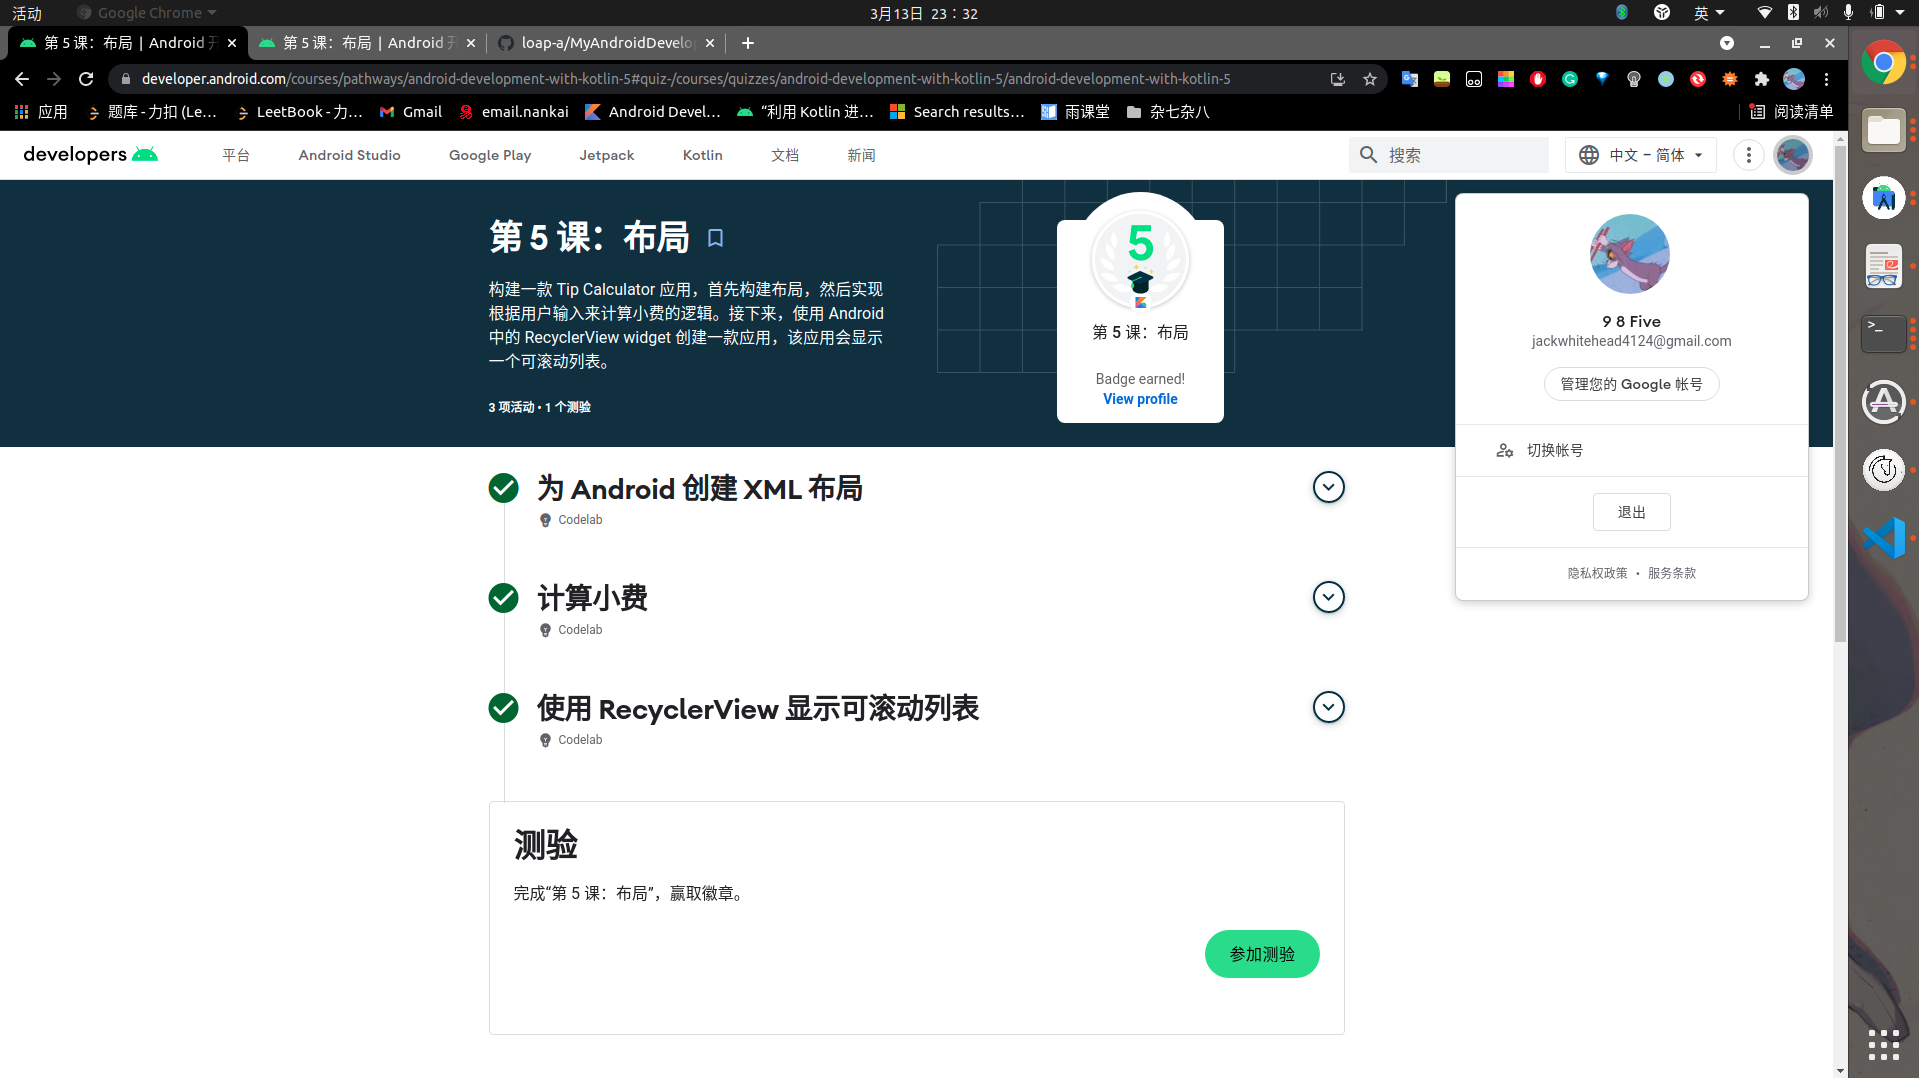 活动
Google Chrome
3月13日 23：32
英
第 5 课：布局 | Android 开
第 5 课：布局 | Android 开
loap-a/MyAndroidDevelop
developer.android.com/courses/pathways/android-development-with-kotlin-5#quiz-/courses/quizzes/android-development-with-kotlin-5/android-development-with-kotlin-5
应用
题库 - 力扣 (Le...
LeetBook - 力...
Gmail
email.nankai
Android Devel...
“利用 Kotlin 进...
Search results...
雨课堂
杂七杂八
阅读清单
developers
平台
Android Studio
Google Play
Jetpack
Kotlin
文档
新闻
搜索
中文 – 简体
第 5 课：布局
构建一款 Tip Calculator 应用，首先构建布局，然后实现
根据用户输入来计算小费的逻辑。接下来，使用 Android
中的 RecyclerView widget 创建一款应用，该应用会显示
一个可滚动列表。
3 项活动 • 1 个测验
5
第 5 课：布局
Badge earned!
View profile
9 8 Five
jackwhitehead4124@gmail.com
管理您的 Google 帐号
切换帐号
退出
隐私权政策 • 服务条款
为 Android 创建 XML 布局
Codelab
计算小费
Codelab
使用 RecyclerView 显示可滚动列表
Codelab
测验
完成“第 5 课：布局”，赢取徽章。
参加测验